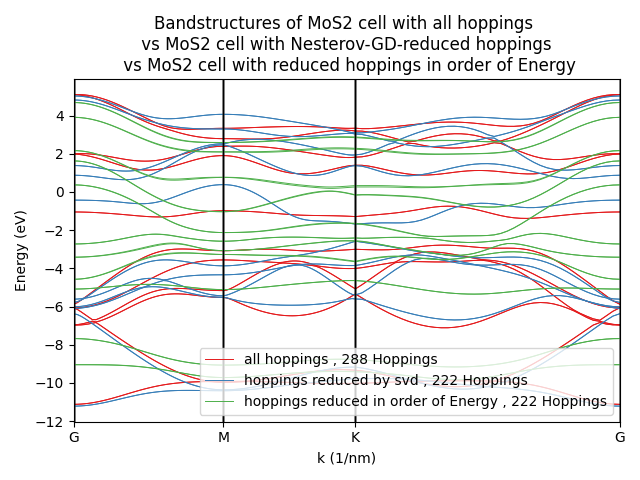 Bandstructures of MoS2 cell with all hoppings
vs MoS2 cell with Nesterov-GD-reduced hoppings
vs MoS2 cell with reduced hoppings in order of Energy
Energy (eV)
4
2
0
−2
−4
−6
−8
−10
−12
all hoppings , 288 Hoppings
hoppings reduced by svd , 222 Hoppings
hoppings reduced in order of Energy , 222 Hoppings
G
M
K
G
k (1/nm)